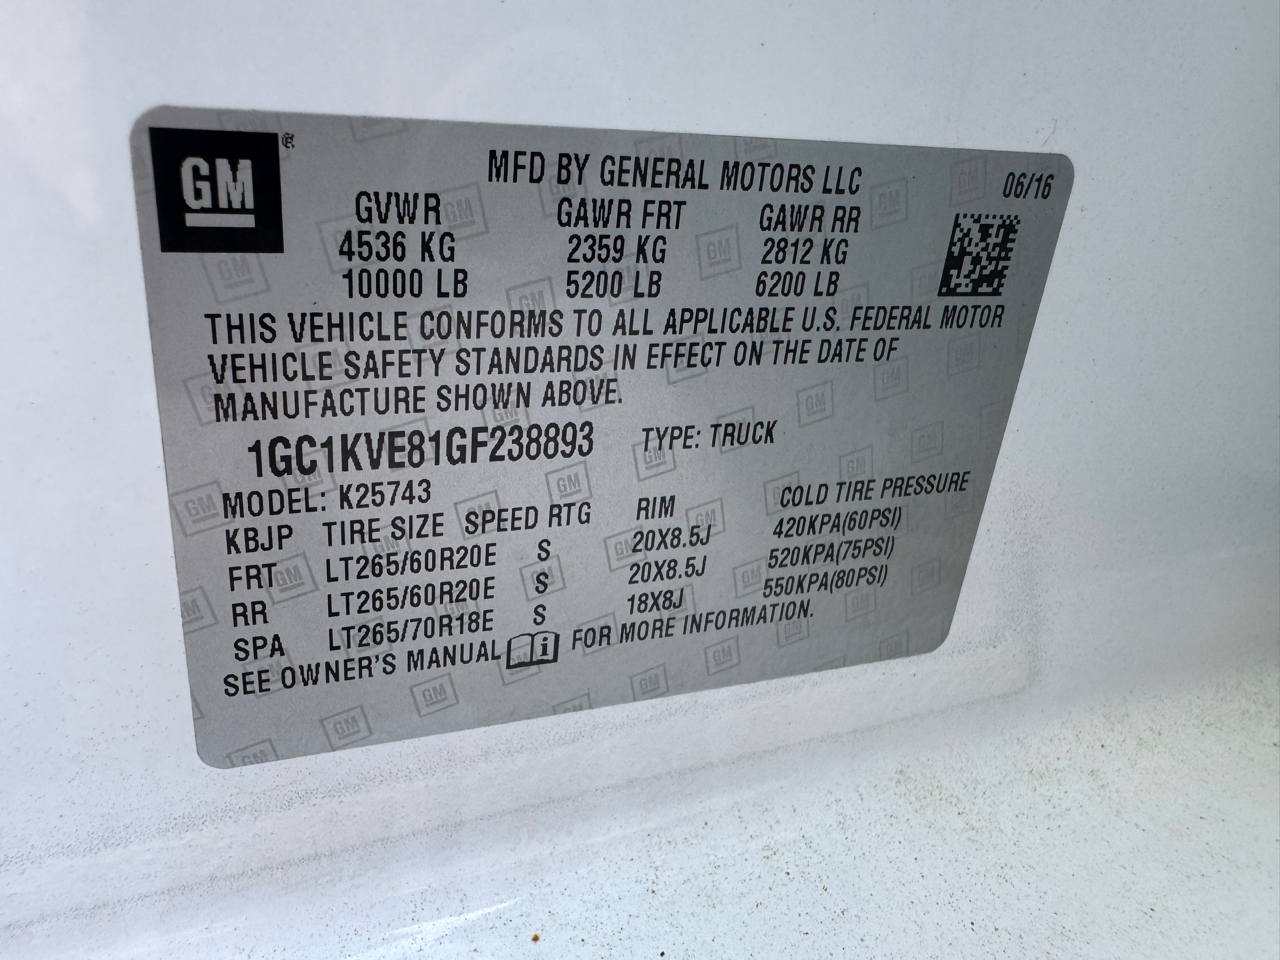 GM
MFD BY GENERAL MOTORS LLC 06/16
GVWR GAWR FRT GAWR RR
4536 KG 2359 KG 2812 KG
10000 LB 5200 LB 6200 LB
THIS VEHICLE CONFORMS TO ALL APPLICABLE U.S. FEDERAL MOTOR
VEHICLE SAFETY STANDARDS IN EFFECT ON THE DATE OF
MANUFACTURE SHOWN ABOVE.
1GC1KVE81GF238893 TYPE: TRUCK
MODEL: K25743
KBJP TIRE SIZE SPEED RTG RIM COLD TIRE PRESSURE
FRT LT265/60R20E S 20X8.5J 420KPA(60PSI)
RR LT265/60R20E S 20X8.5J 520KPA(75PSI)
SPA LT265/70R18E S 18X8J 550KPA(80PSI)
SEE OWNER'S MANUAL i FOR MORE INFORMATION.